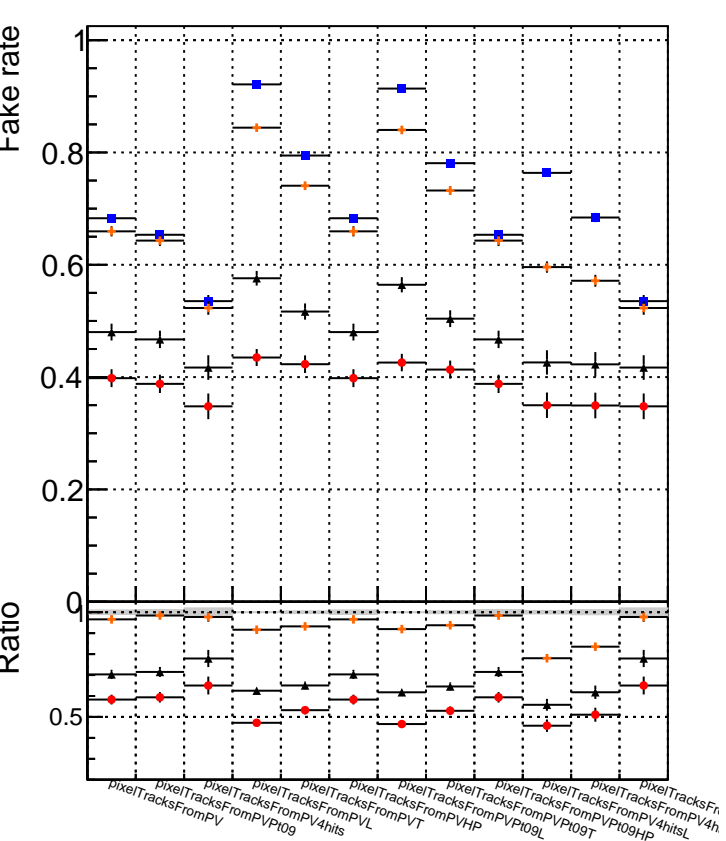 Fake rate
1
0.8
0.6
0.4
0.2
0
Ratio
1
0.5
pixelTracksFromPV
pixelTracksFromPVPt09
pixelTracksFromPV4hits
pixelTracksFromPVL
pixelTracksFromPVT
pixelTracksFromPVHP
pixelTracksFromPVPt09L
pixelTracksFromPVPt09T
pixelTracksFromPVPt09HP
pixelTracksFromPV4hitsL